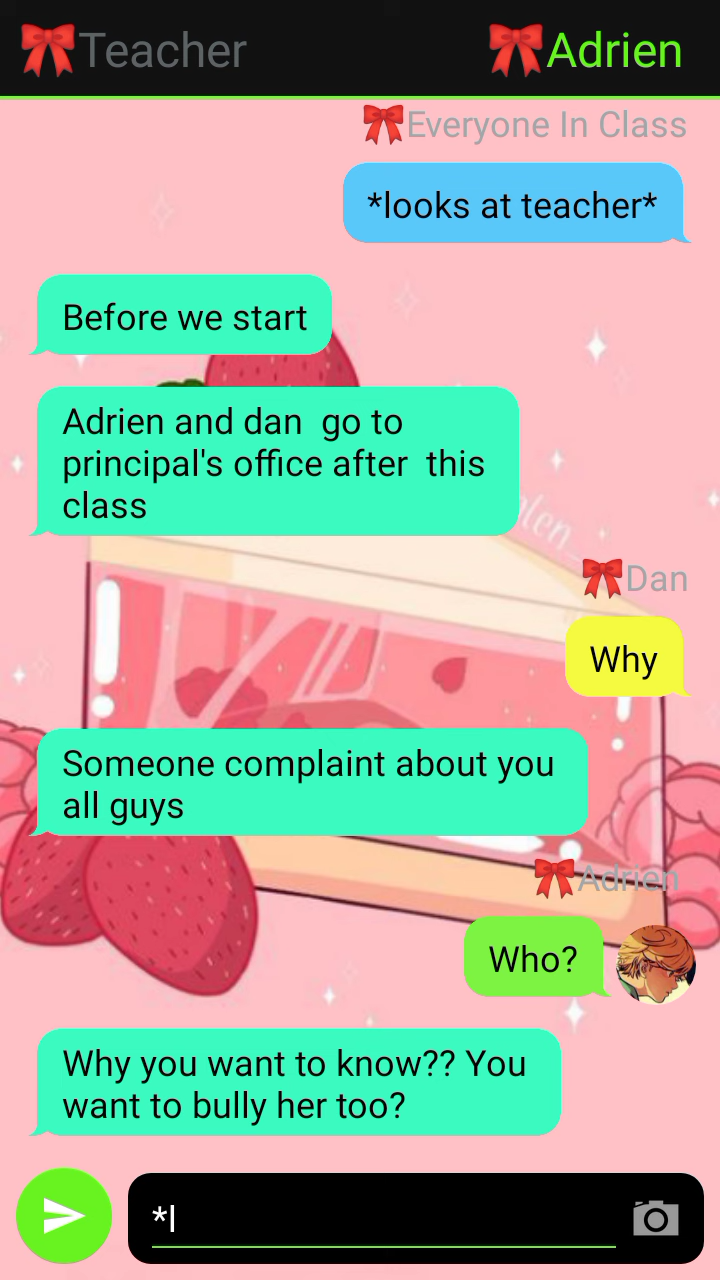 🎀Teacher
🎀Adrien
🎀Everyone In Class
*looks at teacher*
Before we start
Adrien and dan  go to
principal's office after  this
class
🎀Dan
Why
Someone complaint about you
all guys
🎀Adrien
Who?
Why you want to know?? You
want to bully her too?
*